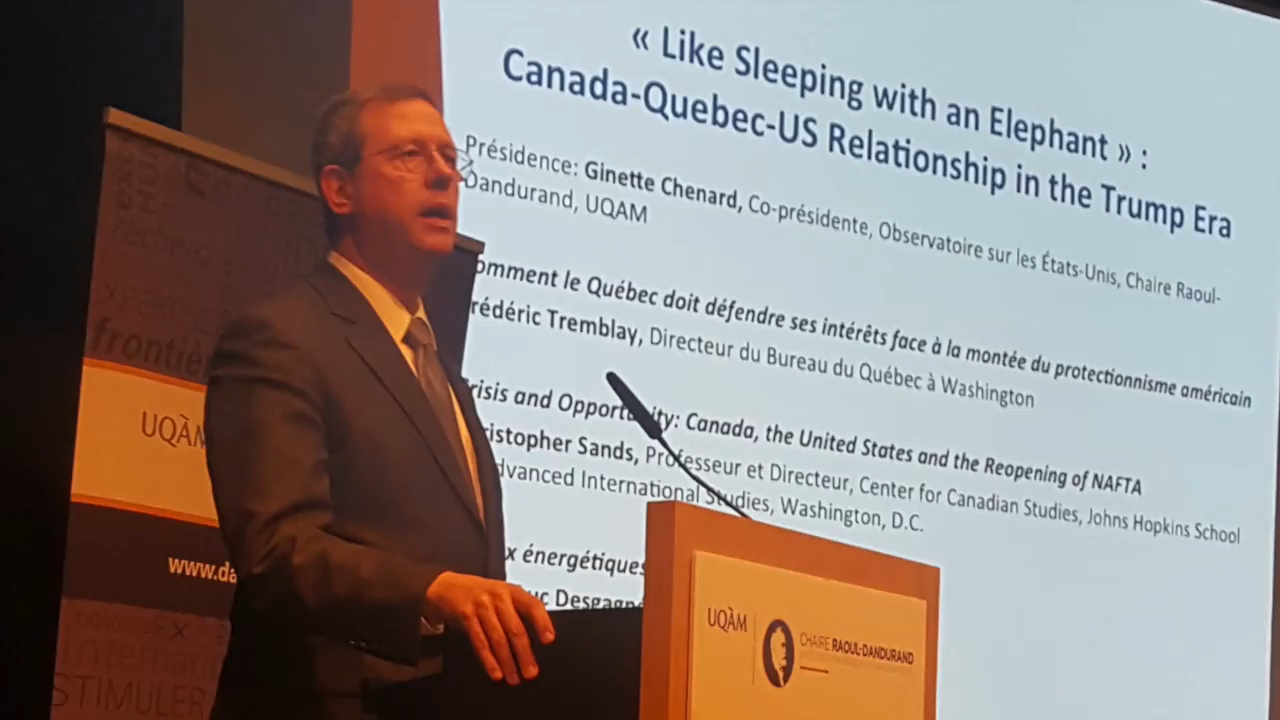 « Like Sleeping with an Elephant » :
Canada-Quebec-US Relationship in the Trump Era
Présidence: Ginette Chenard, Co-présidente, Observatoire sur les États-Unis, Chaire Raoul-
Dandurand, UQAM
omment le Québec doit défendre ses intérêts face à la montée du protectionnisme américain
rédéric Tremblay, Directeur du Bureau du Québec à Washington
risis and Opportunity: Canada, the United States and the Reopening of NAFTA
ristopher Sands, Professeur et Directeur, Center for Canadian Studies, Johns Hopkins School
dvanced International Studies, Washington, D.C.
x énergétiques
uc Desgagné
frontiè
UQÀM
www.da
STIMULER
UQÀM
CHAIRE RAOUL-DANDURAND